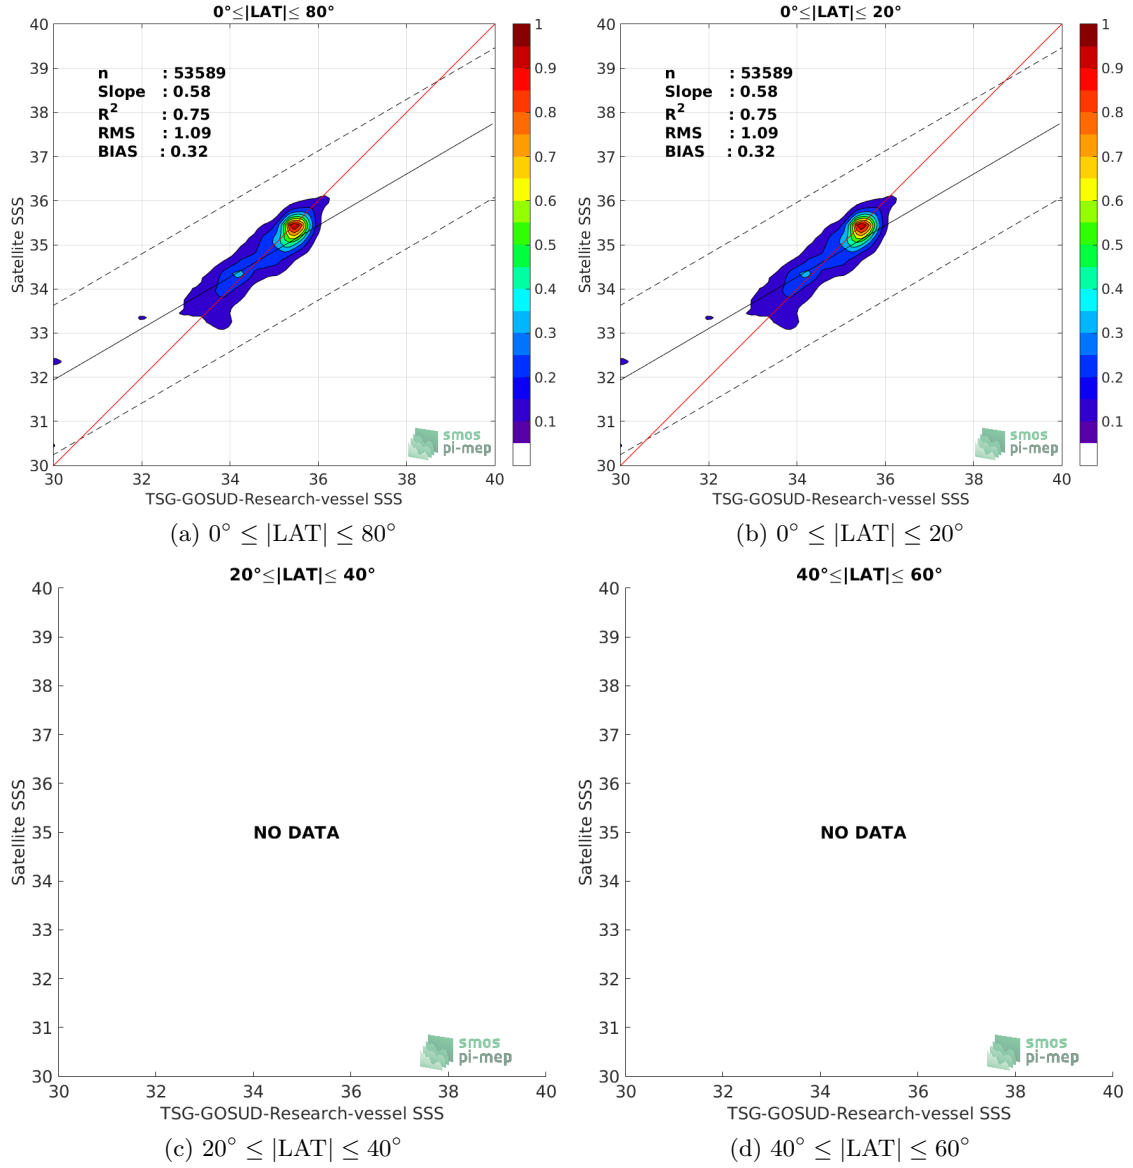 0°≤|LAT|≤ 80°
40
39
38
37
36
35
34
33
32
31
30
n : 53589
Slope : 0.58
R2 : 0.75
RMS : 1.09
BIAS : 0.32
Satellite SSS
smos
pi-mep
30 32 34 36 38 40
TSG-GOSUD-Research-vessel SSS
1
0.9
0.8
0.7
0.6
0.5
0.4
0.3
0.2
0.1
(a) 0° ≤ |LAT| ≤ 80°
0°≤|LAT|≤ 20°
40
39
38
37
36
35
34
33
32
31
30
n : 53589
Slope : 0.58
R2 : 0.75
RMS : 1.09
BIAS : 0.32
Satellite SSS
smos
pi-mep
30 32 34 36 38 40
TSG-GOSUD-Research-vessel SSS
1
0.9
0.8
0.7
0.6
0.5
0.4
0.3
0.2
0.1
(b) 0° ≤ |LAT| ≤ 20°
20°≤|LAT|≤ 40°
40
39
38
37
36
35
34
33
32
31
30
Satellite SSS
NO DATA
smos
pi-mep
30 32 34 36 38 40
TSG-GOSUD-Research-vessel SSS
(c) 20° ≤ |LAT| ≤ 40°
40°≤|LAT|≤ 60°
40
39
38
37
36
35
34
33
32
31
30
Satellite SSS
NO DATA
smos
pi-mep
30 32 34 36 38 40
TSG-GOSUD-Research-vessel SSS
(d) 40° ≤ |LAT| ≤ 60°